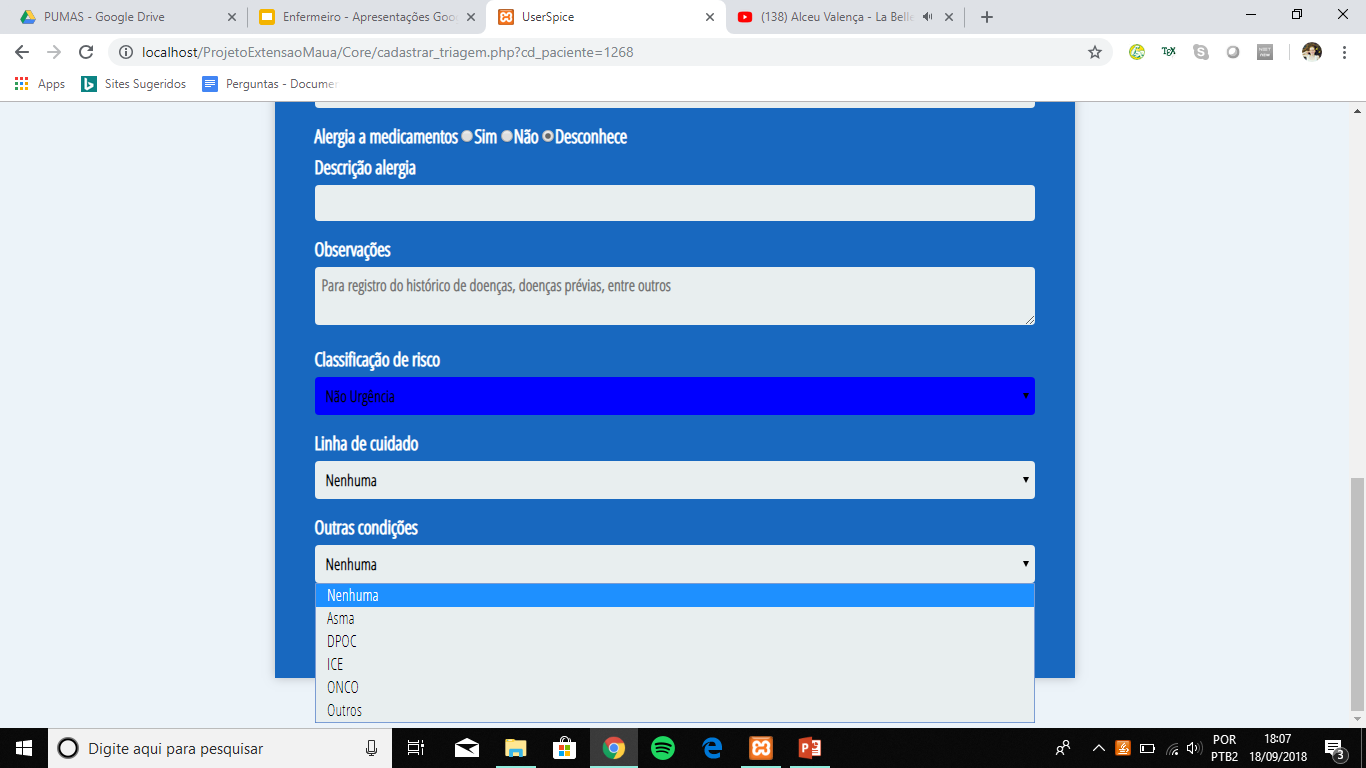 PUMAS - Google Drive
Enfermeiro - Apresentações Goo
UserSpice
(138) Alceu Valença - La Belle
localhost/ProjetoExtensaoMaua/Core/cadastrar_triagem.php?cd_paciente=1268
Apps
Sites Sugeridos
Perguntas - Documen
Alergia a medicamentos Sim Não Desconhece
Descrição alergia
Observações
Para registro do histórico de doenças, doenças prévias, entre outros
Classificação de risco
Não Urgência
Linha de cuidado
Nenhuma
Outras condições
Nenhuma
Nenhuma
Asma
DPOC
ICE
ONCO
Outros
Digite aqui para pesquisar
POR
PTB2
18:07
18/09/2018
3